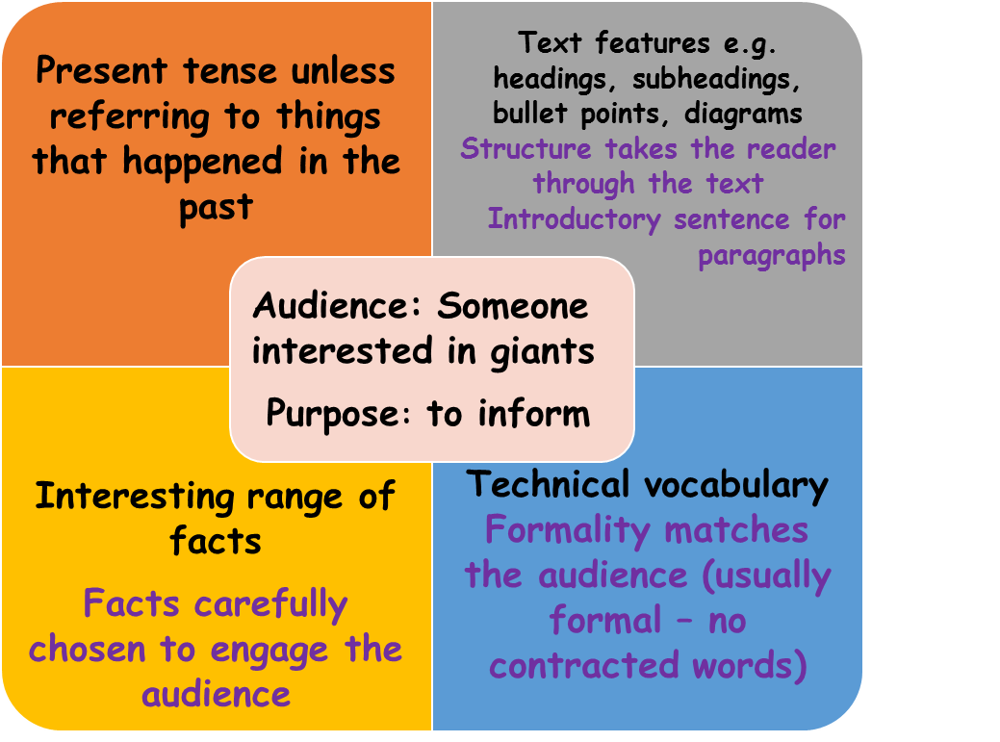 Present tense unless
referring to things
that happened in the
past
Text features e.g.
headings, subheadings,
bullet points, diagrams
Structure takes the reader
through the text
Introductory sentence for
paragraphs
Audience: Someone
interested in giants
Purpose: to inform
Interesting range of
facts
Facts carefully
chosen to engage the
audience
Technical vocabulary
Formality matches
the audience (usually
formal – no
contracted words)